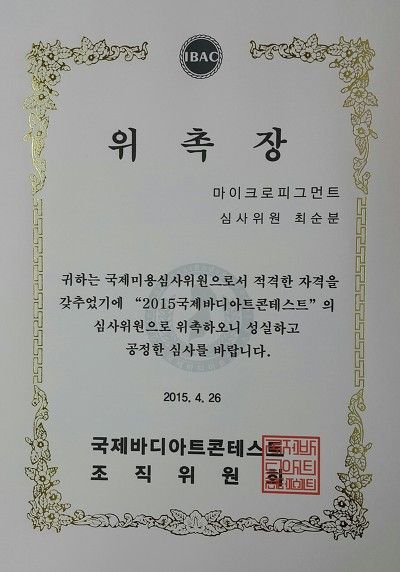 IBAC
위 촉 장
마이크로피그먼트
심사위원 최순분
귀하는 국제미용심사위원으로서 적격한 자격을
갖추었기에 “2015국제바디아트콘테스트”의
심사위원으로 위촉하오니 성실하고
공정한 심사를 바랍니다.
2015. 4. 26
국제바디아트콘테스트
조 직 위 원 회